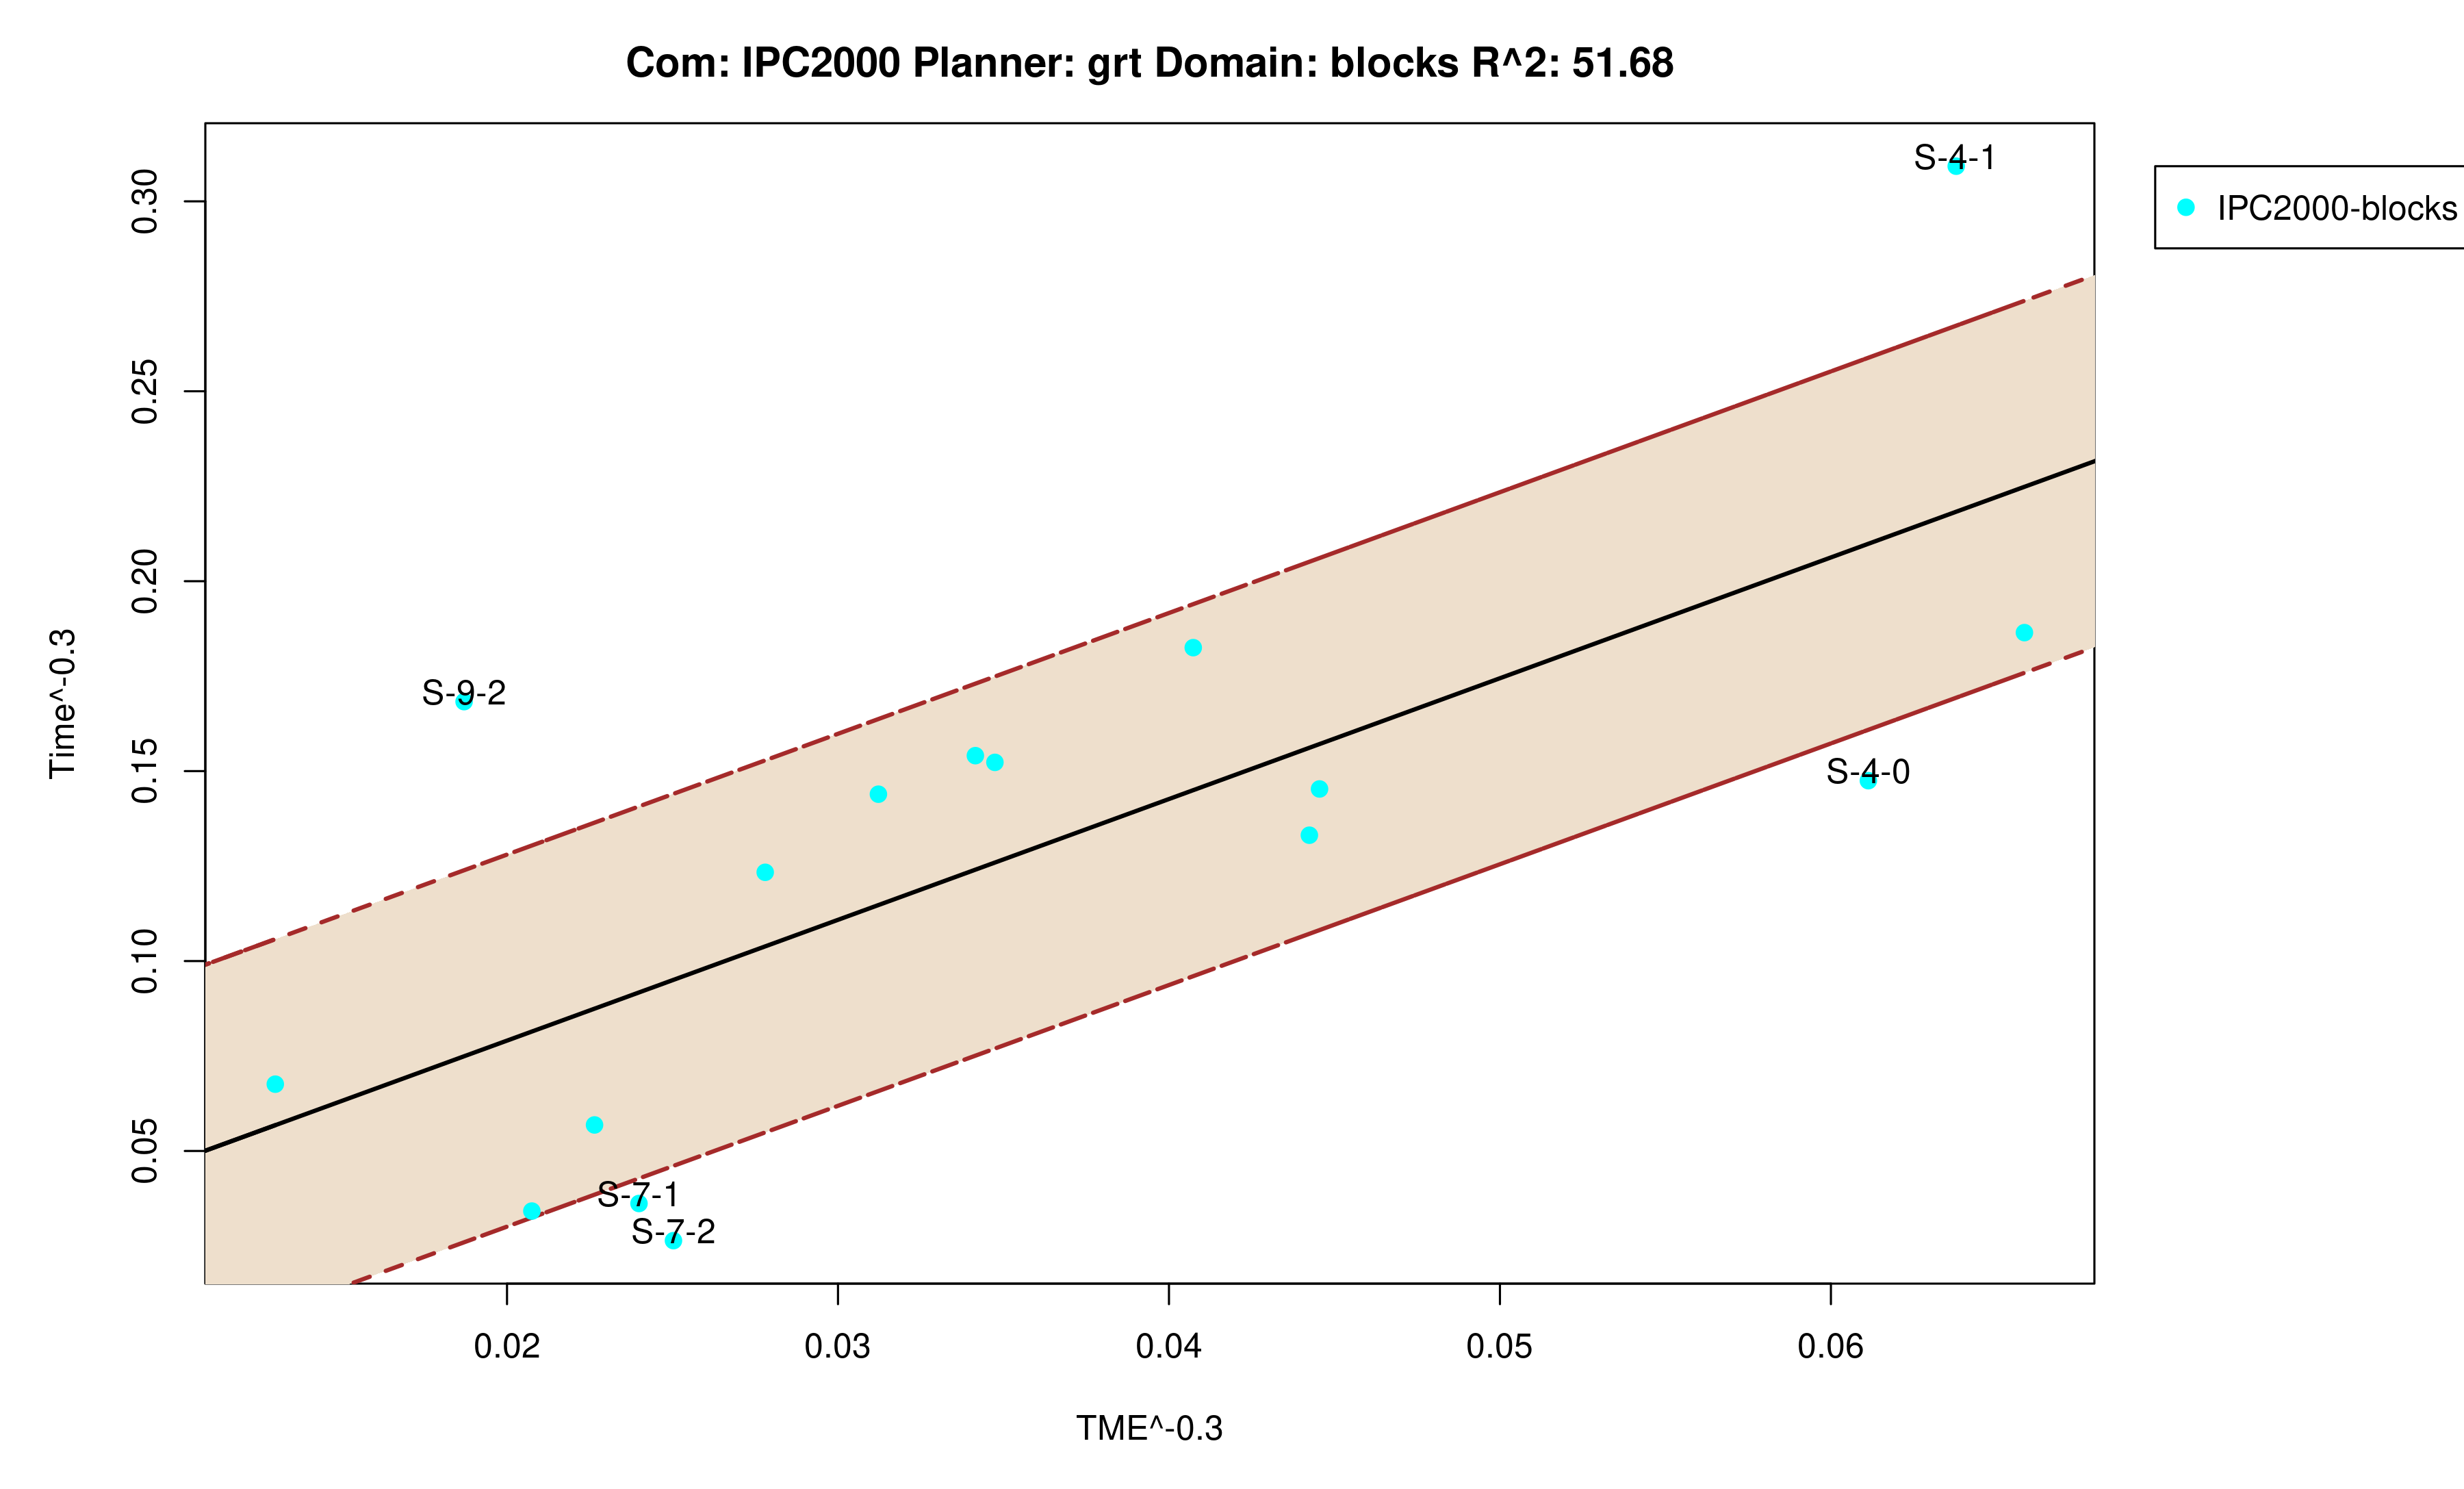 Com: IPC2000 Planner: grt Domain: blocks R^2: 51.68
S-4-1
IPC2000-blocks
0.30
0.25
0.20
0.15
0.10
0.05
Time^-0.3
S-9-2
S-4-0
S-7-1
S-7-2
0.02 0.03 0.04 0.05 0.06
TME^-0.3